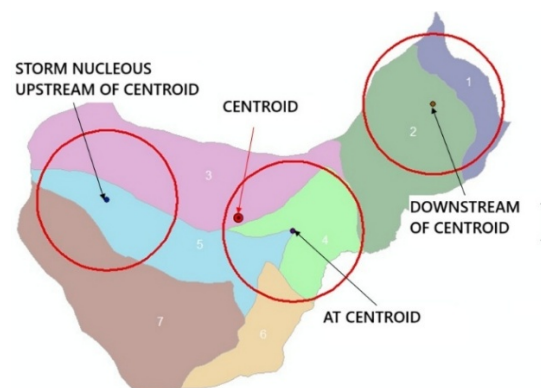 STORM NUCLEOUS
UPSTREAM OF CENTROID
CENTROID
1
2
3
DOWNSTREAM
OF CENTROID
5
4
AT CENTROID
7
6